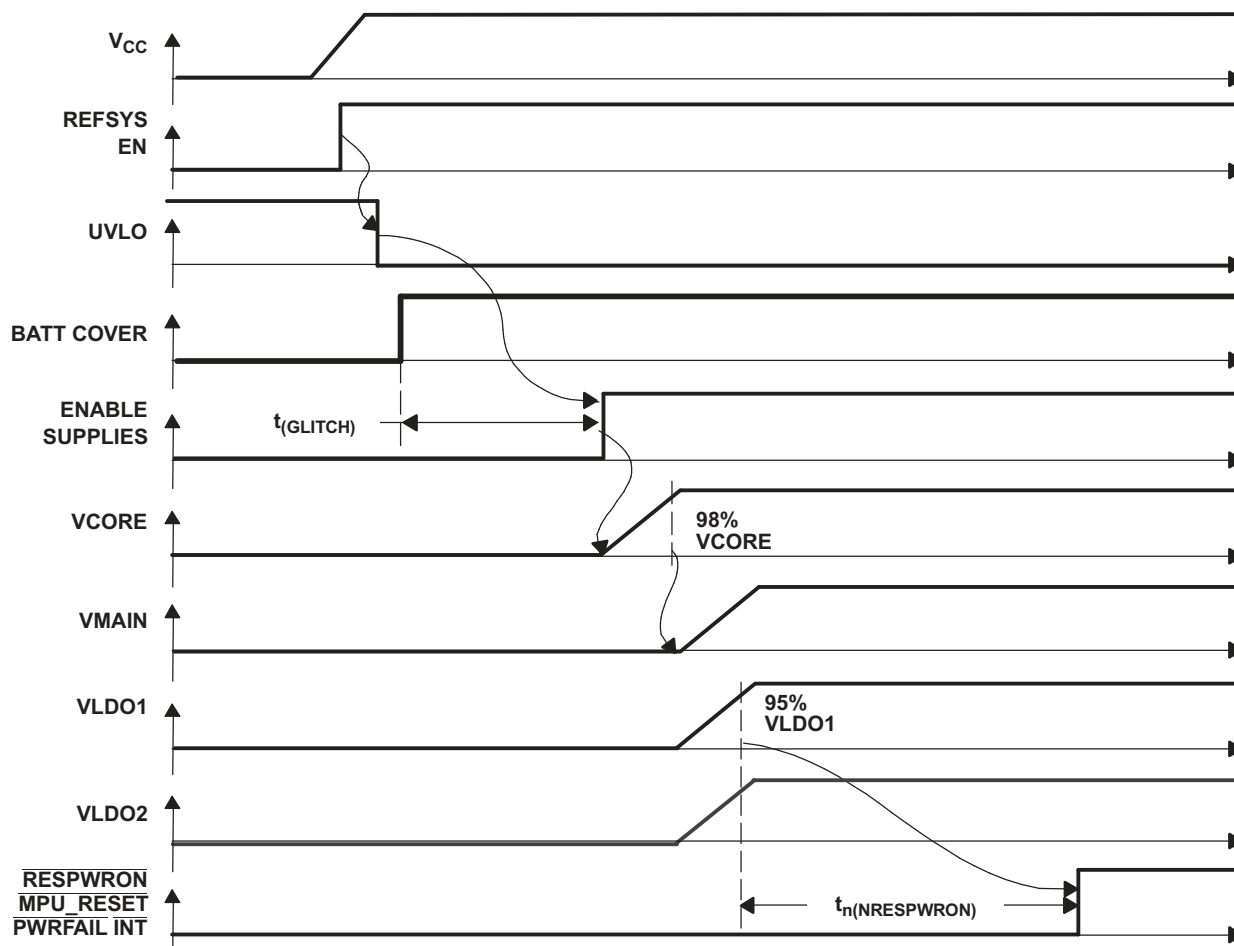 VCC
REFSYS
EN
UVLO
BATT COVER
ENABLE
SUPPLIES
t(GLITCH)
VCORE
98%
VCORE
VMAIN
VLDO1
95%
VLDO1
VLDO2
RESPWRON
MPU_RESET
PWRFAIL INT
tn(NRESPWRON)